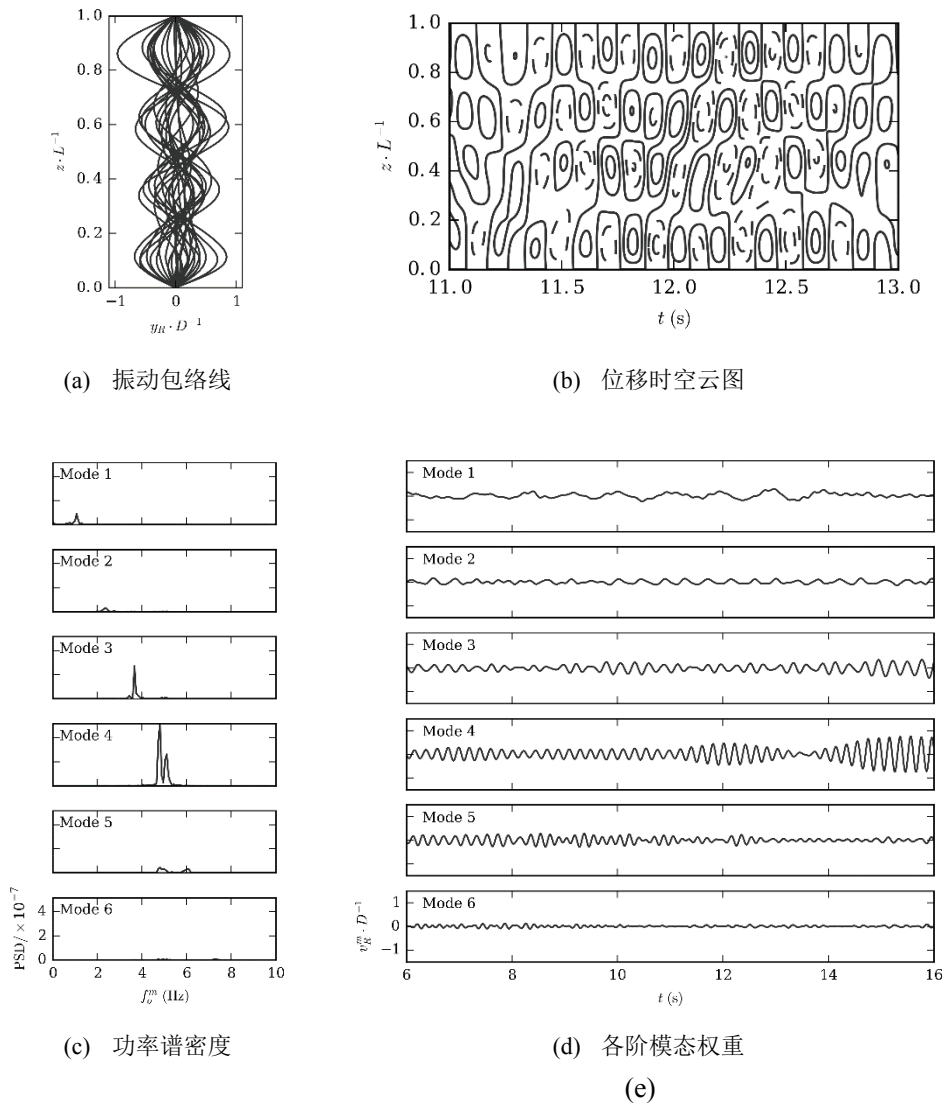 1.0
0.8
0.6
0.4
0.2
0.0
z · L⁻¹
−1
0
1
y_R · D⁻¹
(a) 振动包络线
1.0
0.8
0.6
0.4
0.2
0.0
z · L⁻¹
11.0
11.5
12.0
12.5
13.0
t (s)
(b) 位移时空云图
Mode 1
Mode 2
Mode 3
Mode 4
Mode 5
Mode 6
PSD/×10⁻⁷
4
2
0
0
2
4
6
8
10
(Hz)
(c) 功率谱密度
Mode 1
Mode 2
Mode 3
Mode 4
Mode 5
Mode 6
1
0
−1
· D⁻¹
6
8
10
12
14
16
t (s)
(d) 各阶模态权重
(e)